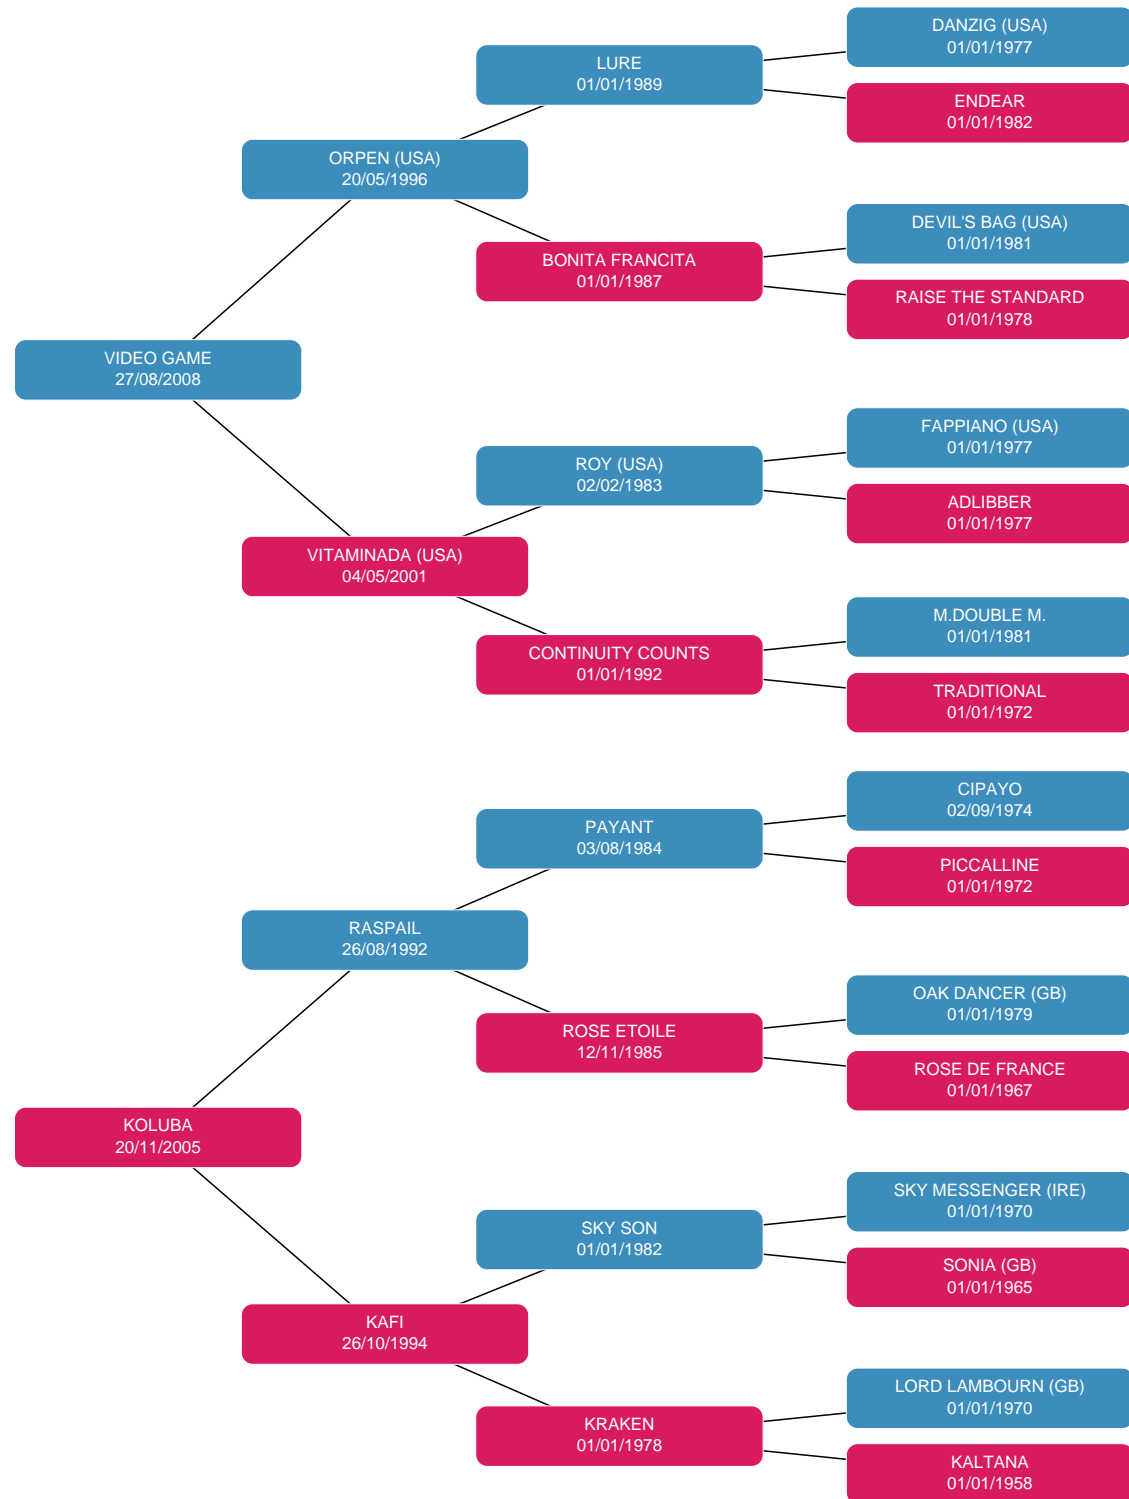 DANZIG (USA)
01/01/1977
LURE
01/01/1989
ENDEAR
01/01/1982
ORPEN (USA)
20/05/1996
DEVIL'S BAG (USA)
01/01/1981
BONITA FRANCITA
01/01/1987
RAISE THE STANDARD
01/01/1978
VIDEO GAME
27/08/2008
FAPPIANO (USA)
01/01/1977
ROY (USA)
02/02/1983
ADLIBBER
01/01/1977
VITAMINADA (USA)
04/05/2001
M.DOUBLE M.
01/01/1981
CONTINUITY COUNTS
01/01/1992
TRADITIONAL
01/01/1972
CIPAYO
02/09/1974
PAYANT
03/08/1984
PICCALLINE
01/01/1972
RASPAIL
26/08/1992
OAK DANCER (GB)
01/01/1979
ROSE ETOILE
12/11/1985
ROSE DE FRANCE
01/01/1967
KOLUBA
20/11/2005
SKY MESSENGER (IRE)
01/01/1970
SKY SON
01/01/1982
SONIA (GB)
01/01/1965
KAFI
26/10/1994
LORD LAMBOURN (GB)
01/01/1970
KRAKEN
01/01/1978
KALTANA
01/01/1958